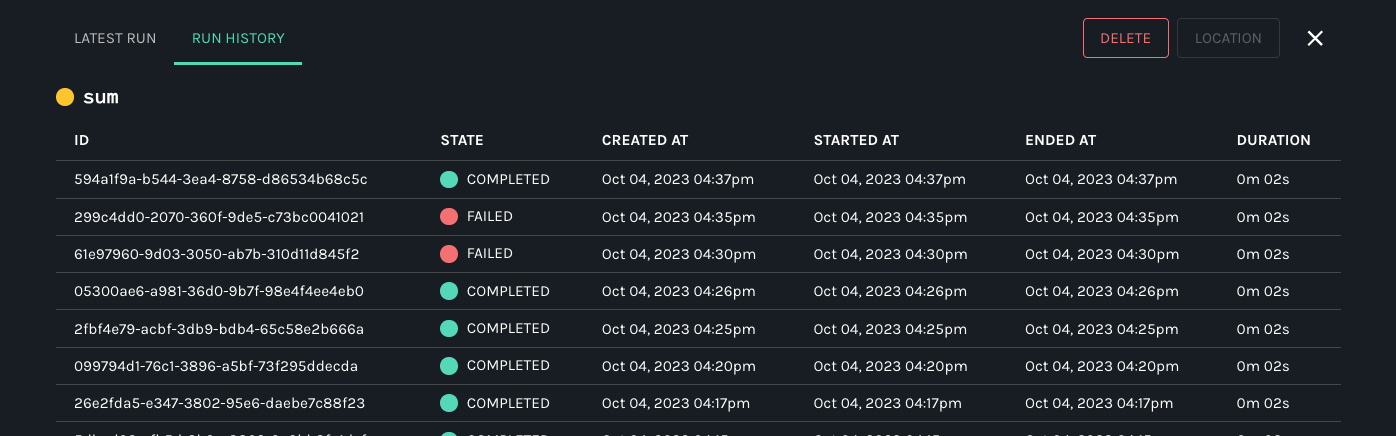 LATEST RUN RUN HISTORY DELETE LOCATION
sum
ID STATE CREATED AT STARTED AT ENDED AT DURATION
594a1f9a-b544-3ea4-8758-d86534b68c5c COMPLETED Oct 04, 2023 04:37pm Oct 04, 2023 04:37pm Oct 04, 2023 04:37pm 0m 02s
299c4dd0-2070-360f-9de5-c73bc0041021 FAILED Oct 04, 2023 04:35pm Oct 04, 2023 04:35pm Oct 04, 2023 04:35pm 0m 02s
61e97960-9d03-3050-ab7b-310d11d845f2 FAILED Oct 04, 2023 04:30pm Oct 04, 2023 04:30pm Oct 04, 2023 04:30pm 0m 02s
05300ae6-a981-36d0-9b7f-98e4f4ee4eb0 COMPLETED Oct 04, 2023 04:26pm Oct 04, 2023 04:26pm Oct 04, 2023 04:26pm 0m 02s
2fbf4e79-acbf-3db9-bdb4-65c58e2b666a COMPLETED Oct 04, 2023 04:25pm Oct 04, 2023 04:25pm Oct 04, 2023 04:25pm 0m 02s
099794d1-76c1-3896-a5bf-73f295ddecda COMPLETED Oct 04, 2023 04:20pm Oct 04, 2023 04:20pm Oct 04, 2023 04:20pm 0m 02s
26e2fda5-e347-3802-95e6-daebe7c88f23 COMPLETED Oct 04, 2023 04:17pm Oct 04, 2023 04:17pm Oct 04, 2023 04:17pm 0m 02s